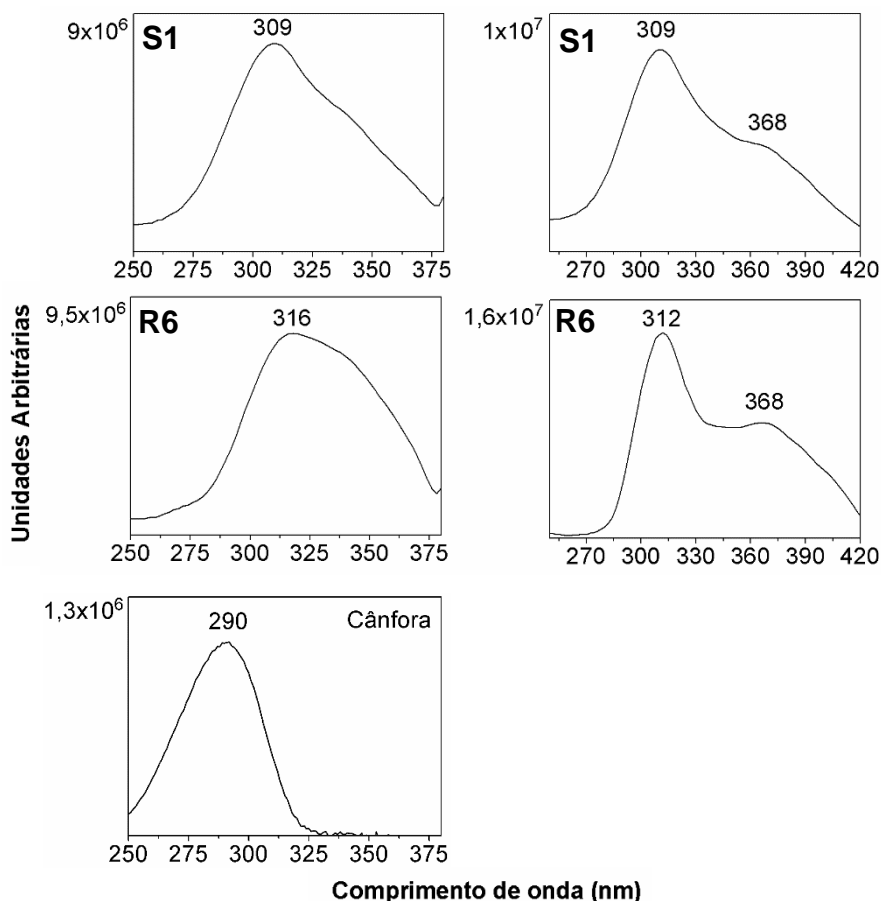 9x10⁶
S1
309
250 275 300 325 350 375
1x10⁷
S1
309
368
270 300 330 360 390 420
Unidades Arbitrárias
9,5x10⁶
R6
316
250 275 300 325 350 375
1,6x10⁷
R6
312
368
270 300 330 360 390 420
1,3x10⁶
290
Cânfora
250 275 300 325 350 375
Comprimento de onda (nm)